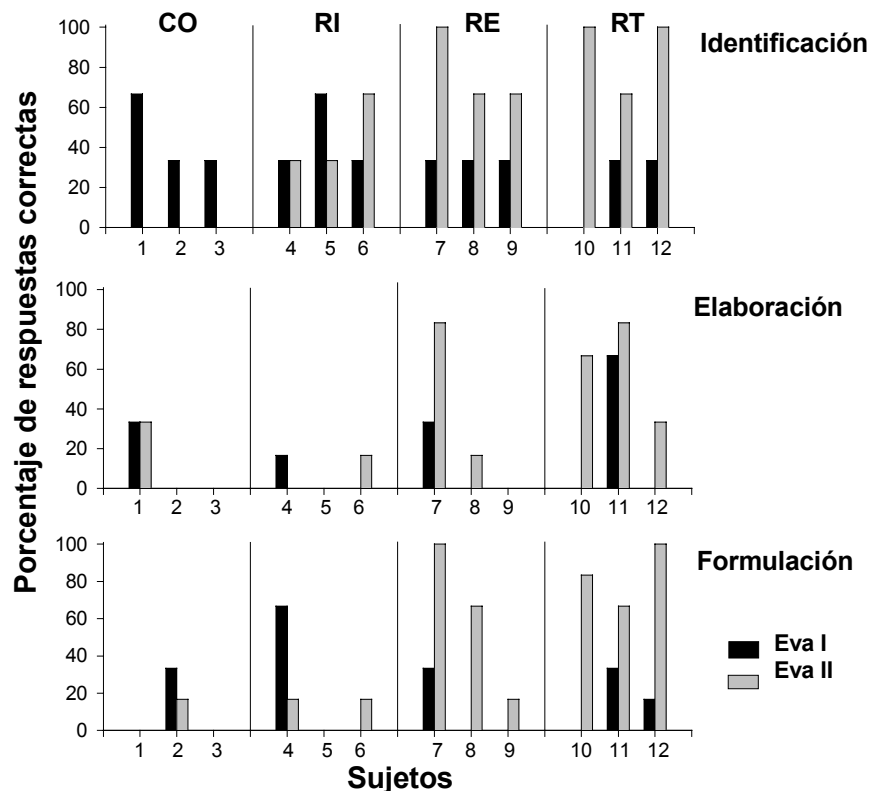 CO RI RE RT
Identificación
100
80
60
40
20
0
1 2 3 4 5 6 7 8 9 10 11 12
Elaboración
100
80
60
40
20
0
1 2 3 4 5 6 7 8 9 10 11 12
Formulación
100
80
60
40
20
0
1 2 3 4 5 6 7 8 9 10 11 12
Porcentaje de respuestas correctas
Sujetos
Eva I
Eva II